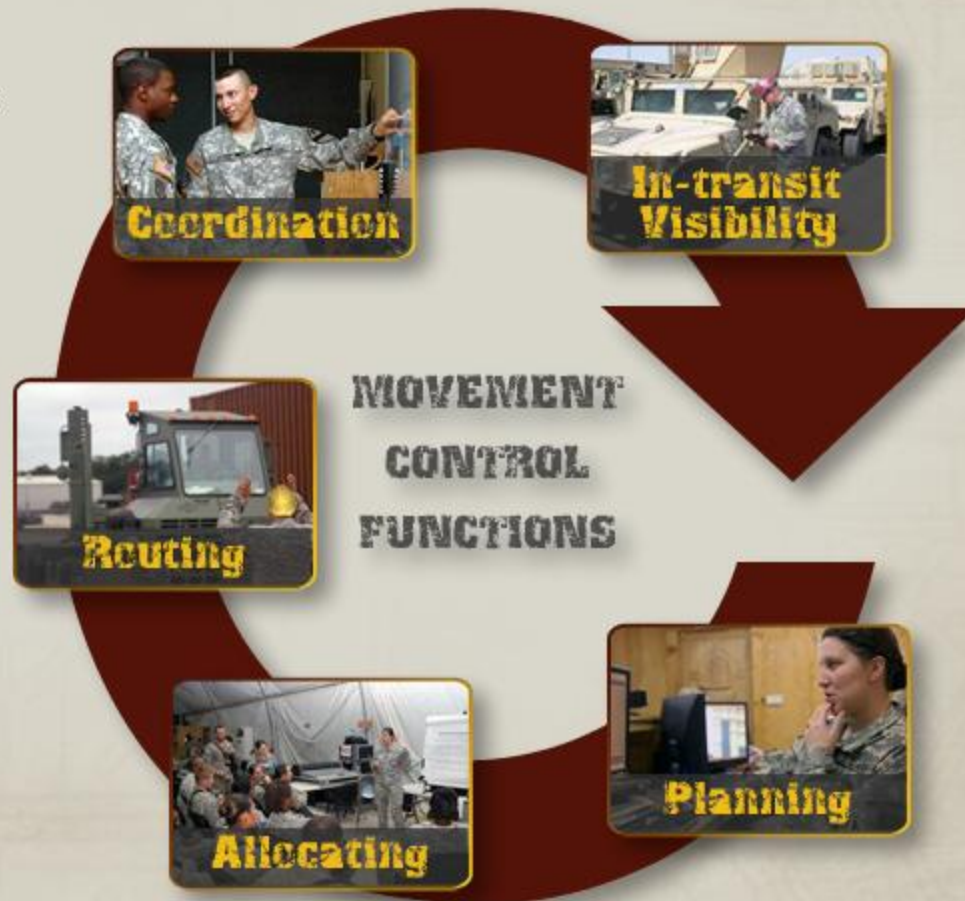 Coordination
In-transit
Visibility
MOVEMENT
CONTROL
FUNCTIONS
Routing
Allocating
Planning